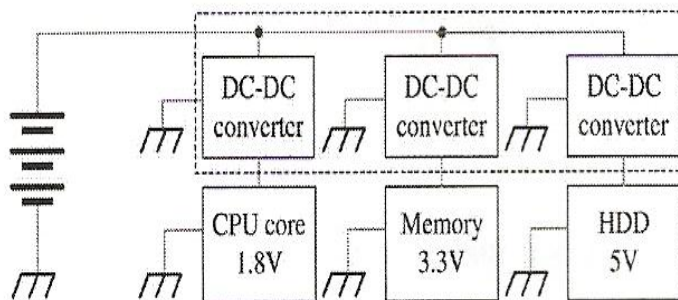 DC-DC
converter
DC-DC
converter
DC-DC
converter
CPU core
1.8V
Memory
3.3V
HDD
5V